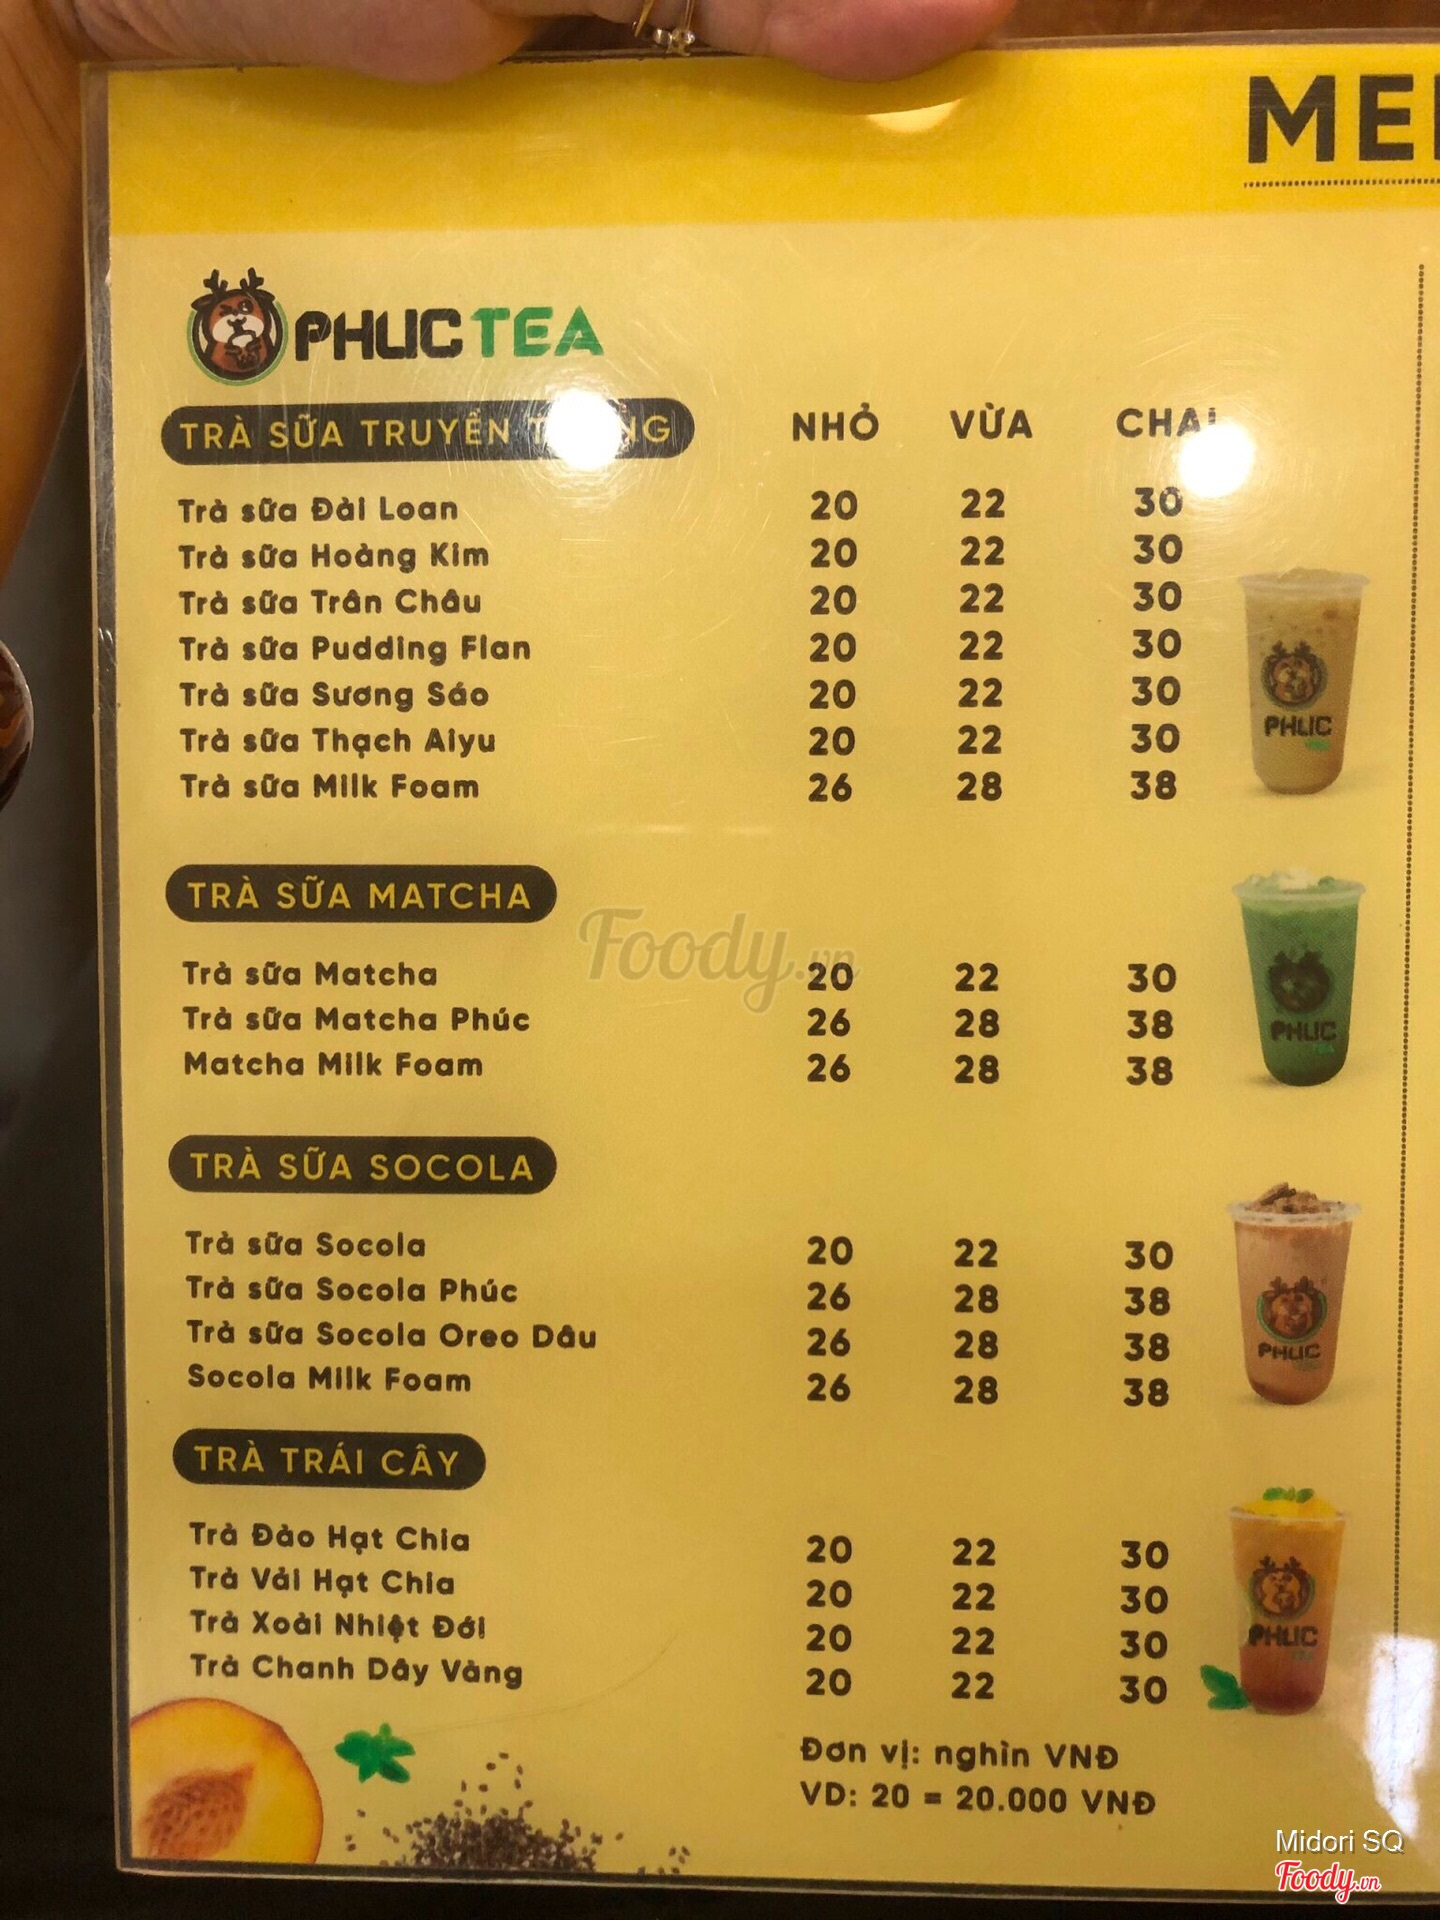 ME
PHUC TEA
TRÀ SỮA TRUYỀN NHỎ VỪA CHAI
Trà sữa Đài Loan 20 22 30
Trà sữa Hoàng Kim 20 22 30
Trà sữa Trân Châu 20 22 30
Trà sữa Pudding Flan 20 22 30
Trà sữa Sương Sáo 20 22 30
Trà sữa Thạch Aiyu 20 22 30
Trà sữa Milk Foam 26 28 38
PHUC
TRÀ SỮA MATCHA
Foody.vn
Trà sữa Matcha 20 22 30
Trà sữa Matcha Phúc 26 28 38
Matcha Milk Foam 26 28 38
PHUC
TEA
TRÀ SỮA SOCOLA
Trà sữa Socola 20 22 30
Trà sữa Socola Phúc 26 28 38
Trà sữa Socola Oreo Dâu 26 28 38
Socola Milk Foam 26 28 38
PHUC
TRÀ TRÁI CÂY
Trà Đào Hạt Chia 20 22 30
Trà Vải Hạt Chia 20 22 30
Trà Xoài Nhiệt Đới 20 22 30
Trà Chanh Dây Vàng 20 22 30
PHUC
TEA
Đơn vị: nghìn VNĐ
VD: 20 = 20.000 VNĐ
Midori SQ
Foody.vn